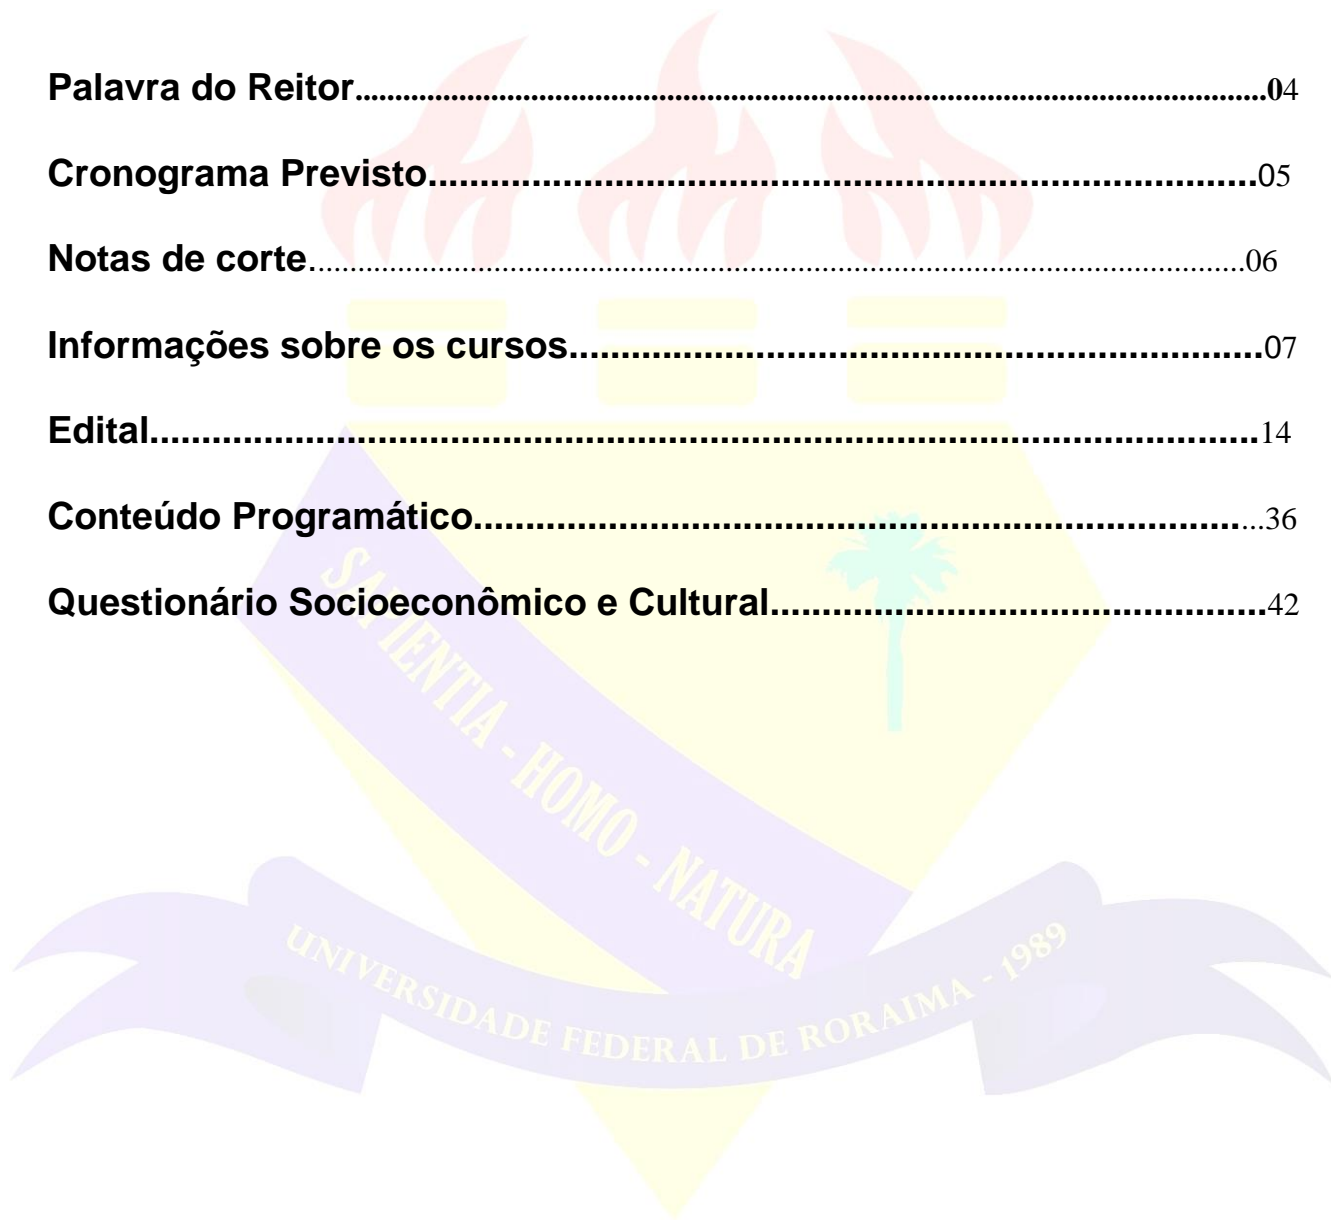 Palavra do Reitor....................................................................................................................04
Cronograma Previsto................................................................................05
Notas de corte.....................................................................................................................06
Informações sobre os cursos...................................................................07
Edital...........................................................................................................14
Conteúdo Programático.............................................................................36
Questionário Socioeconômico e Cultural................................................42
SAPIENTIA - HOMO - NATURA
UNIVERSIDADE FEDERAL DE RORAIMA - 1989